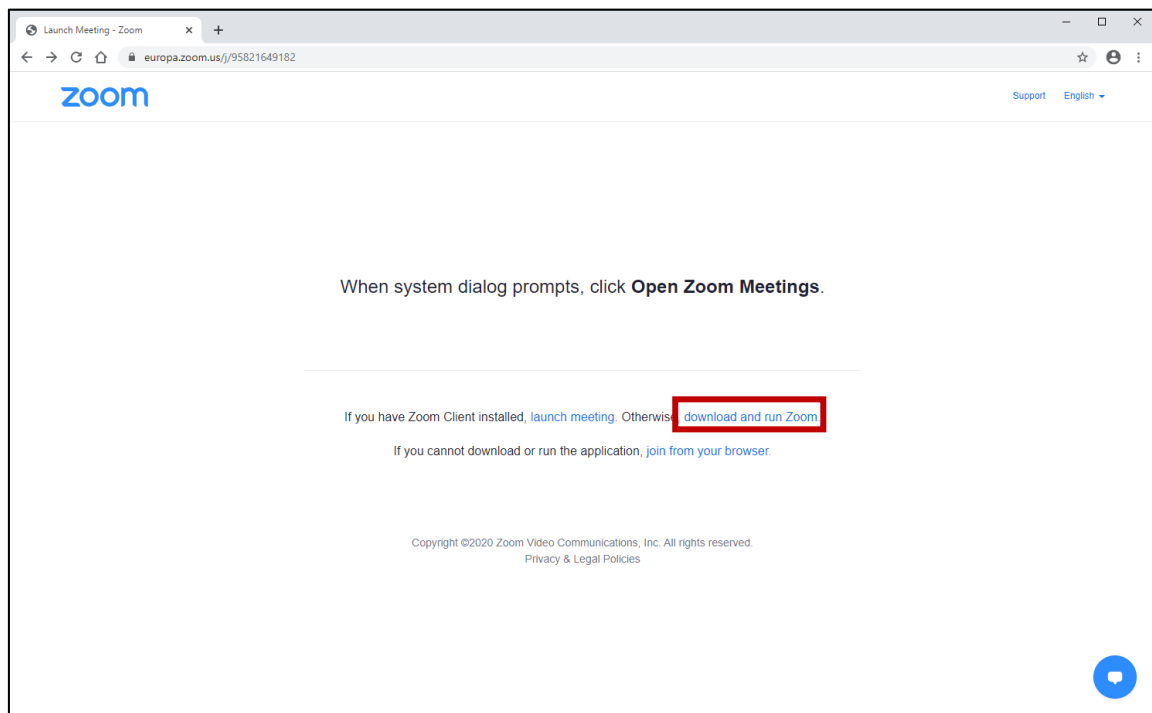 Launch Meeting - Zoom
europa.zoom.us/j/95821649182
zoom
Support English
When system dialog prompts, click Open Zoom Meetings.
If you have Zoom Client installed, launch meeting. Otherwis, download and run Zoom.
If you cannot download or run the application, join from your browser.
Copyright ©2020 Zoom Video Communications, Inc. All rights reserved.
Privacy & Legal Policies